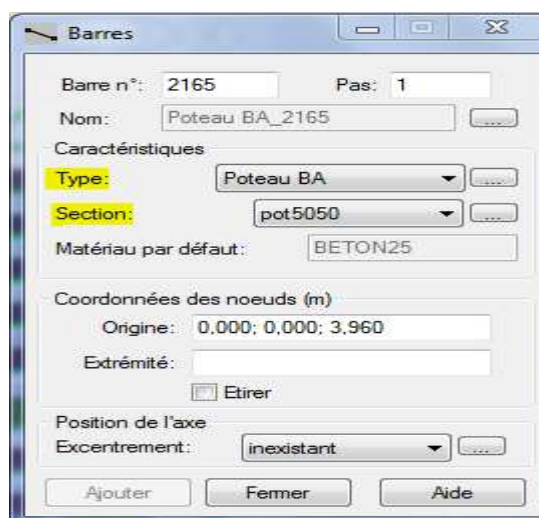 Barres
Barre n°: 2165 Pas: 1
Nom: Poteau BA_2165 ...
Caractéristiques
Type: Poteau BA ...
Section: pot5050 ...
Matériau par défaut: BETON25
Coordonnées des noeuds (m)
Origine: 0,000; 0,000; 3,960
Extrémité:
Etirer
Position de l'axe
Excentrement: inexistant ...
Ajouter Fermer Aide